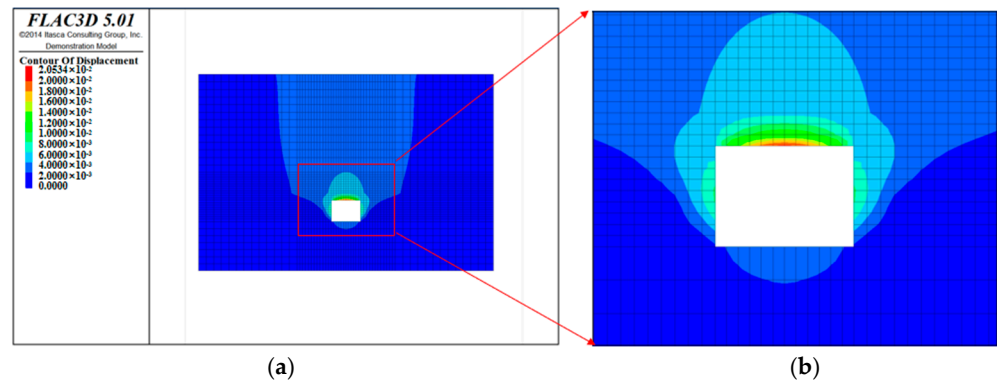 FLAC3D 5.01
©2014 Itasca Consulting Group, Inc.
Demonstration Model
Contour Of Displacement
2.0534×10⁻²
2.0000×10⁻²
1.8000×10⁻²
1.6000×10⁻²
1.4000×10⁻²
1.2000×10⁻²
1.0000×10⁻²
8.0000×10⁻³
6.0000×10⁻³
4.0000×10⁻³
2.0000×10⁻³
0.0000
(a)
(b)